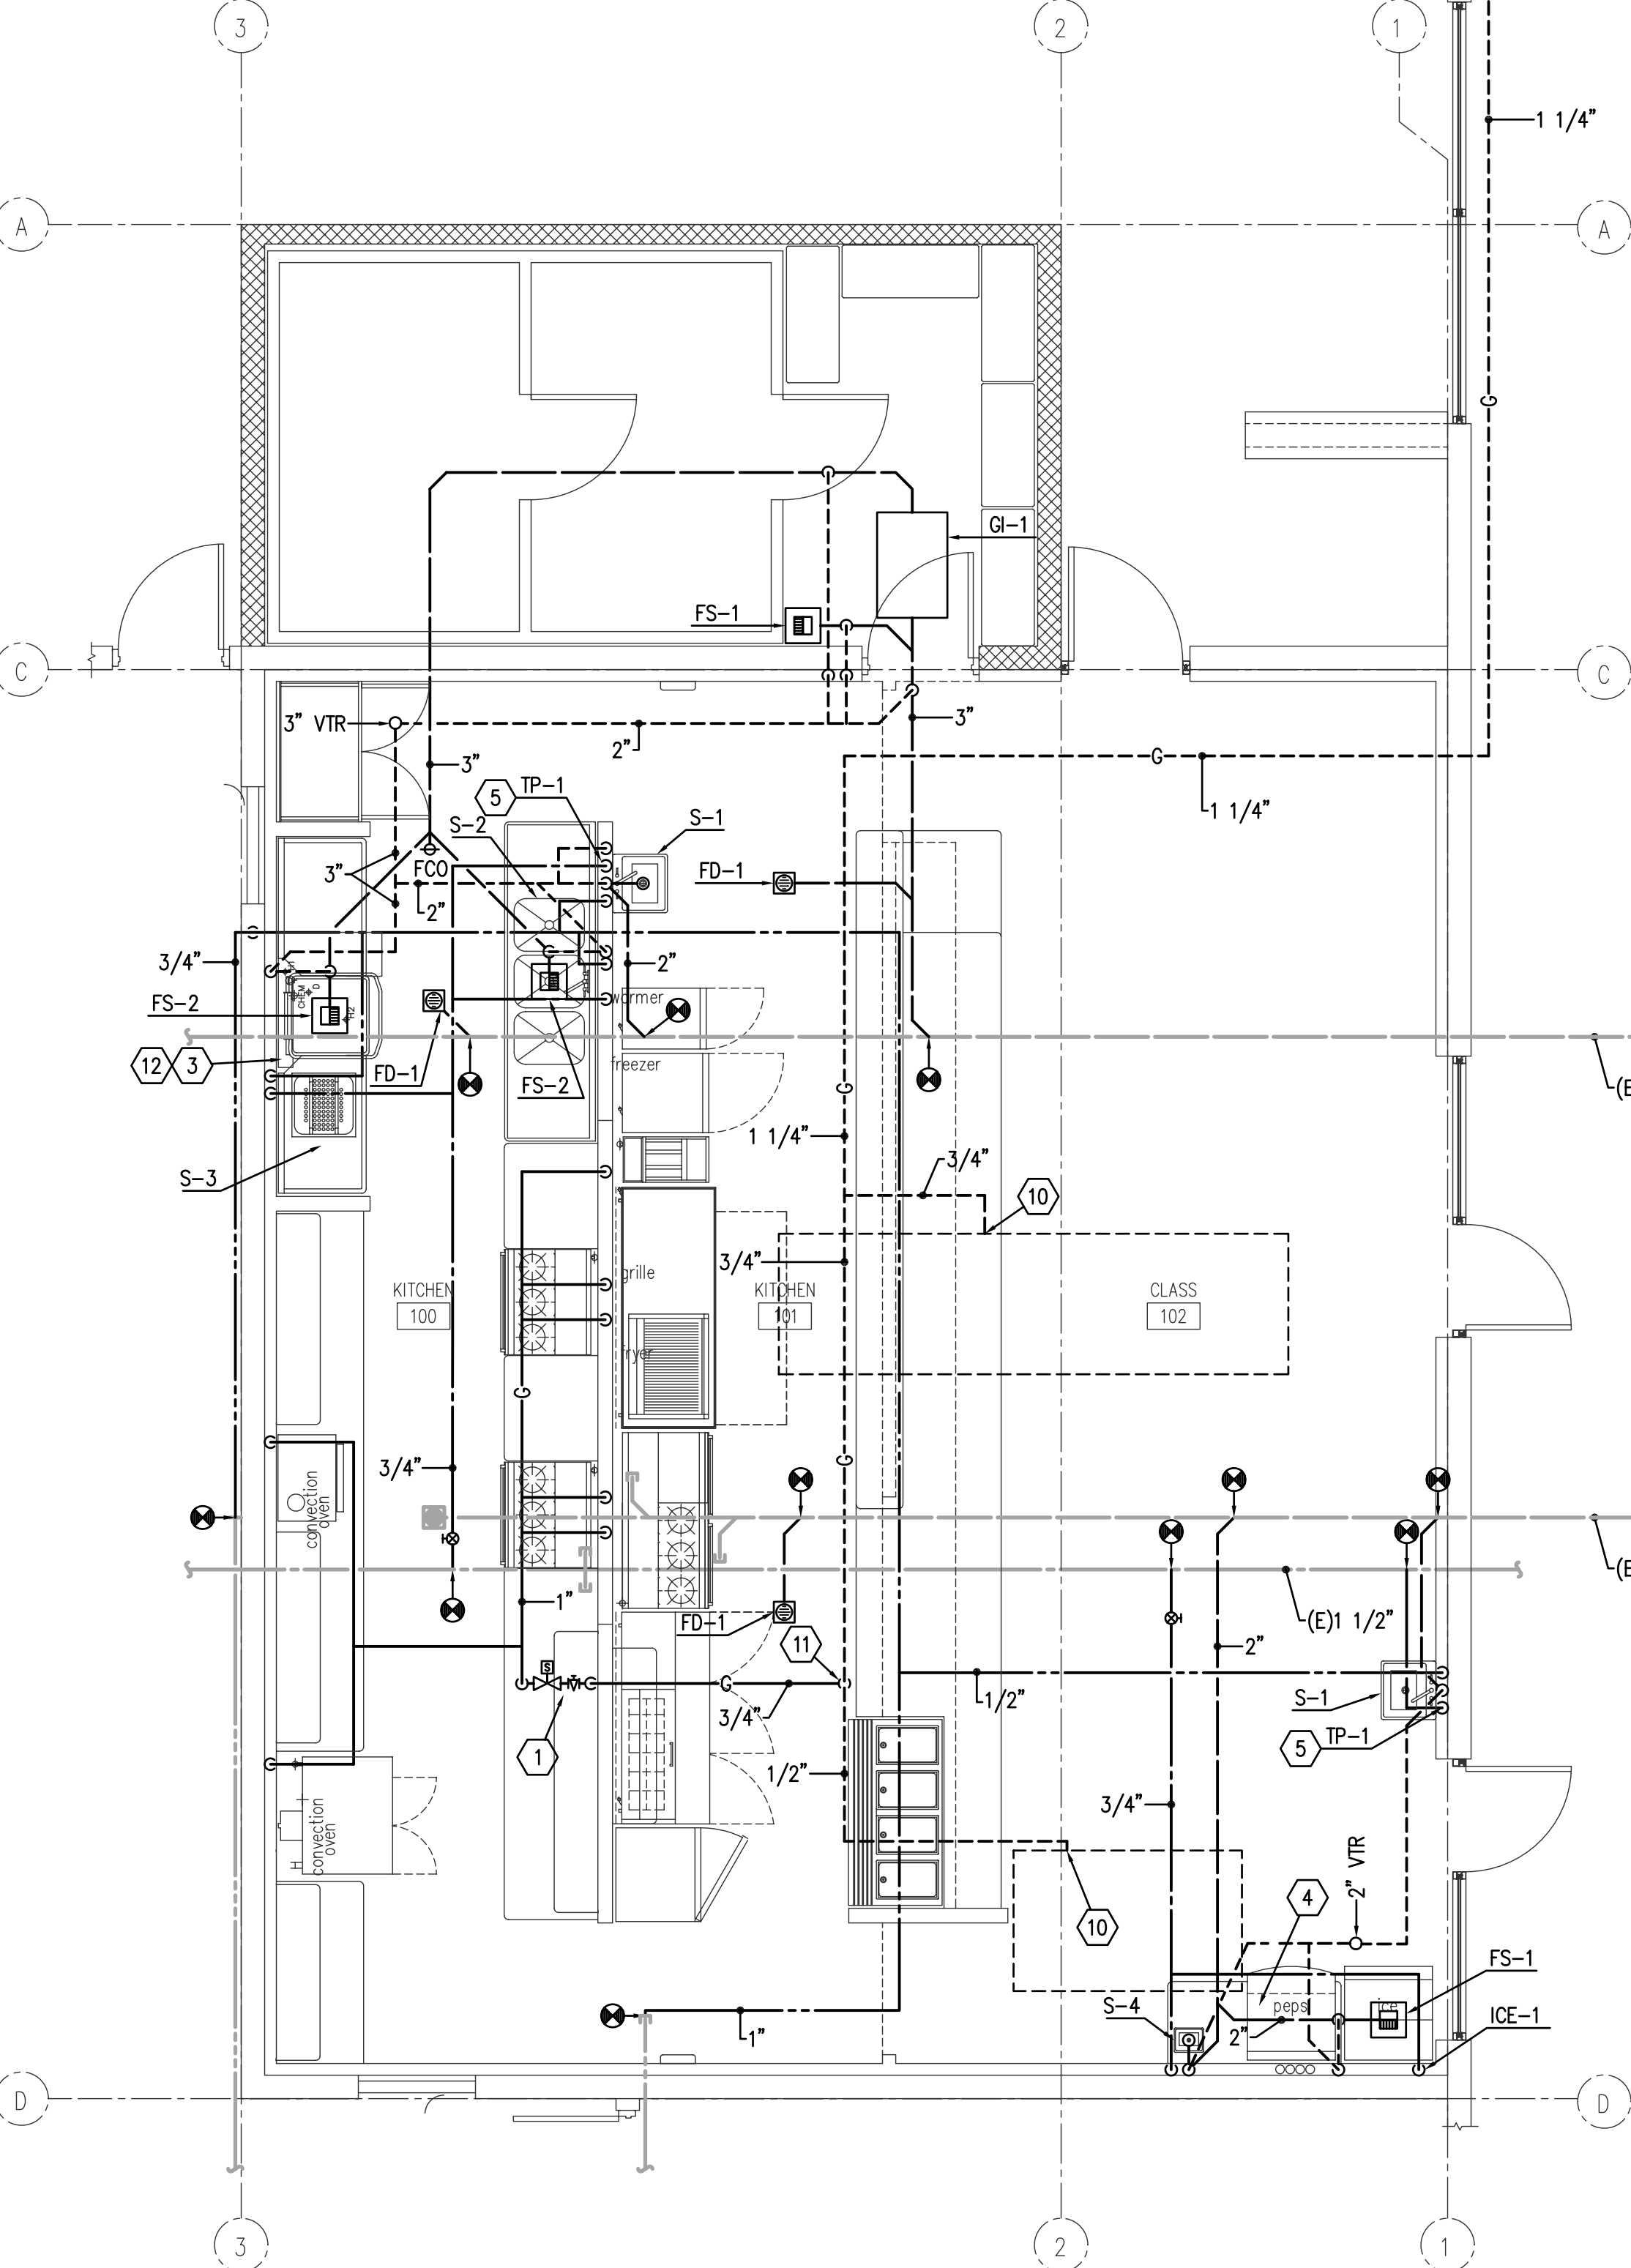 3
2
1
1 1/4"
A
A
G
GI-1
FS-1
C
C
3" VTR
2"
3"
3"
G
1 1/4"
5
TP-1
S-2
S-1
FCO
3"
2"
FD-1
3/4"
2"
CHEM
D
H2
FS-2
warmer
12
3
FD-1
FS-2
freezer
(E
G
1 1/4"
3/4"
S-3
10
3/4"
grille
KITCHEN
100
KITCHEN
101
CLASS
102
fryer
G
G
3/4"
convection
oven
(E
1"
FD-1
(E)1 1/2"
2"
11
S
G
3/4"
1/2"
S-1
1
5
TP-1
1/2"
3/4"
convection
oven
H
2" VTR
4
10
FS-1
S-4
peps
ice
ICE-1
1"
2"
D
D
3
2
1